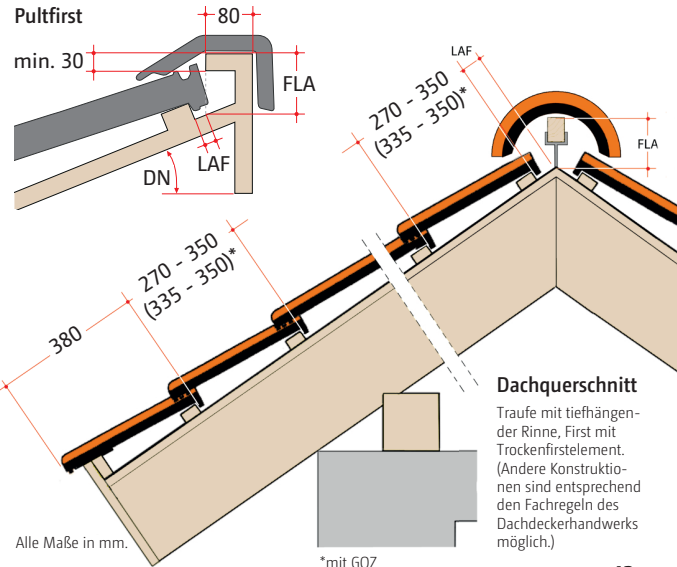 Pultfirst
80
min. 30
FLA
LAF
DN
LAF
270 - 350
(335 - 350)*
FLA
270 - 350
(335 - 350)*
380
Dachquerschnitt
Traufe mit tiefhängen-
der Rinne, First mit
Trockenfirstelement.
(Andere Konstruktio-
nen sind entsprechend
den Fachregeln des
Dachdeckerhandwerks
möglich.)
Alle Maße in mm.
*mit GOZ